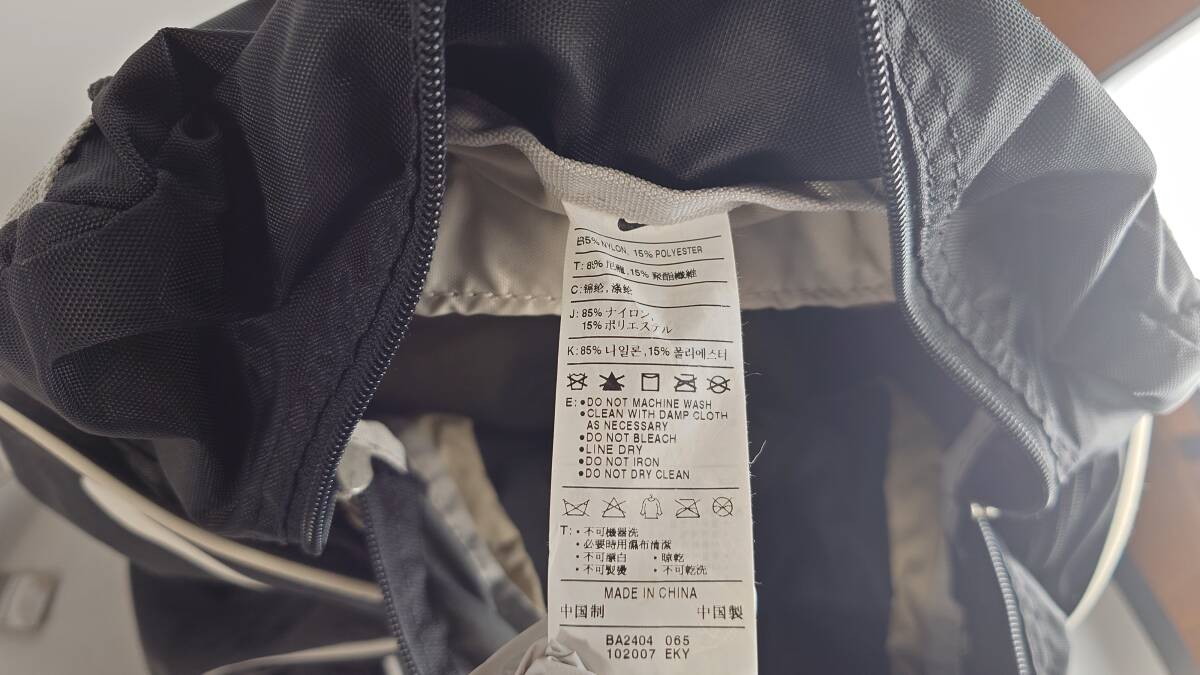 85% NYLON, 15% POLYESTER
T: 85% 尼龍,15% 聚酯纖維
C: 锦纶, 涤纶
J: 85% ナイロン,
15% ポリエステル
K: 85% 나일론, 15% 폴리에스터
E: •DO NOT MACHINE WASH
•CLEAN WITH DAMP CLOTH
AS NECESSARY
•DO NOT BLEACH
•LINE DRY
•DO NOT IRON
•DO NOT DRY CLEAN
T: •不可機器洗
•必要時用濕布清潔
•不可漂白 •晾乾
•不可熨燙 •不可乾洗
MADE IN CHINA
中国制 中国製
BA2404 065
102007 EKY